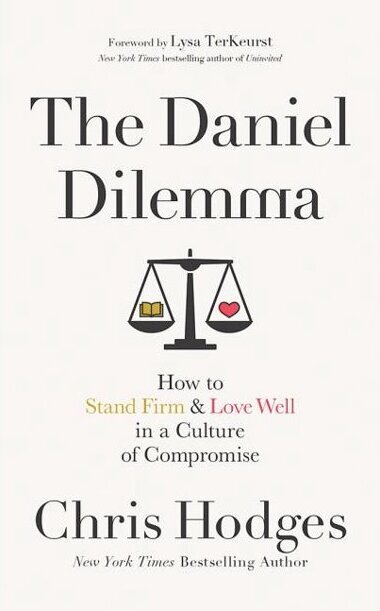 Foreword by Lysa TerKeurst
New York Times bestselling author of Uninvited
The Daniel
Dilemma
How to
Stand Firm & Love Well
in a Culture
of Compromise
Chris Hodges
New York Times Bestselling Author